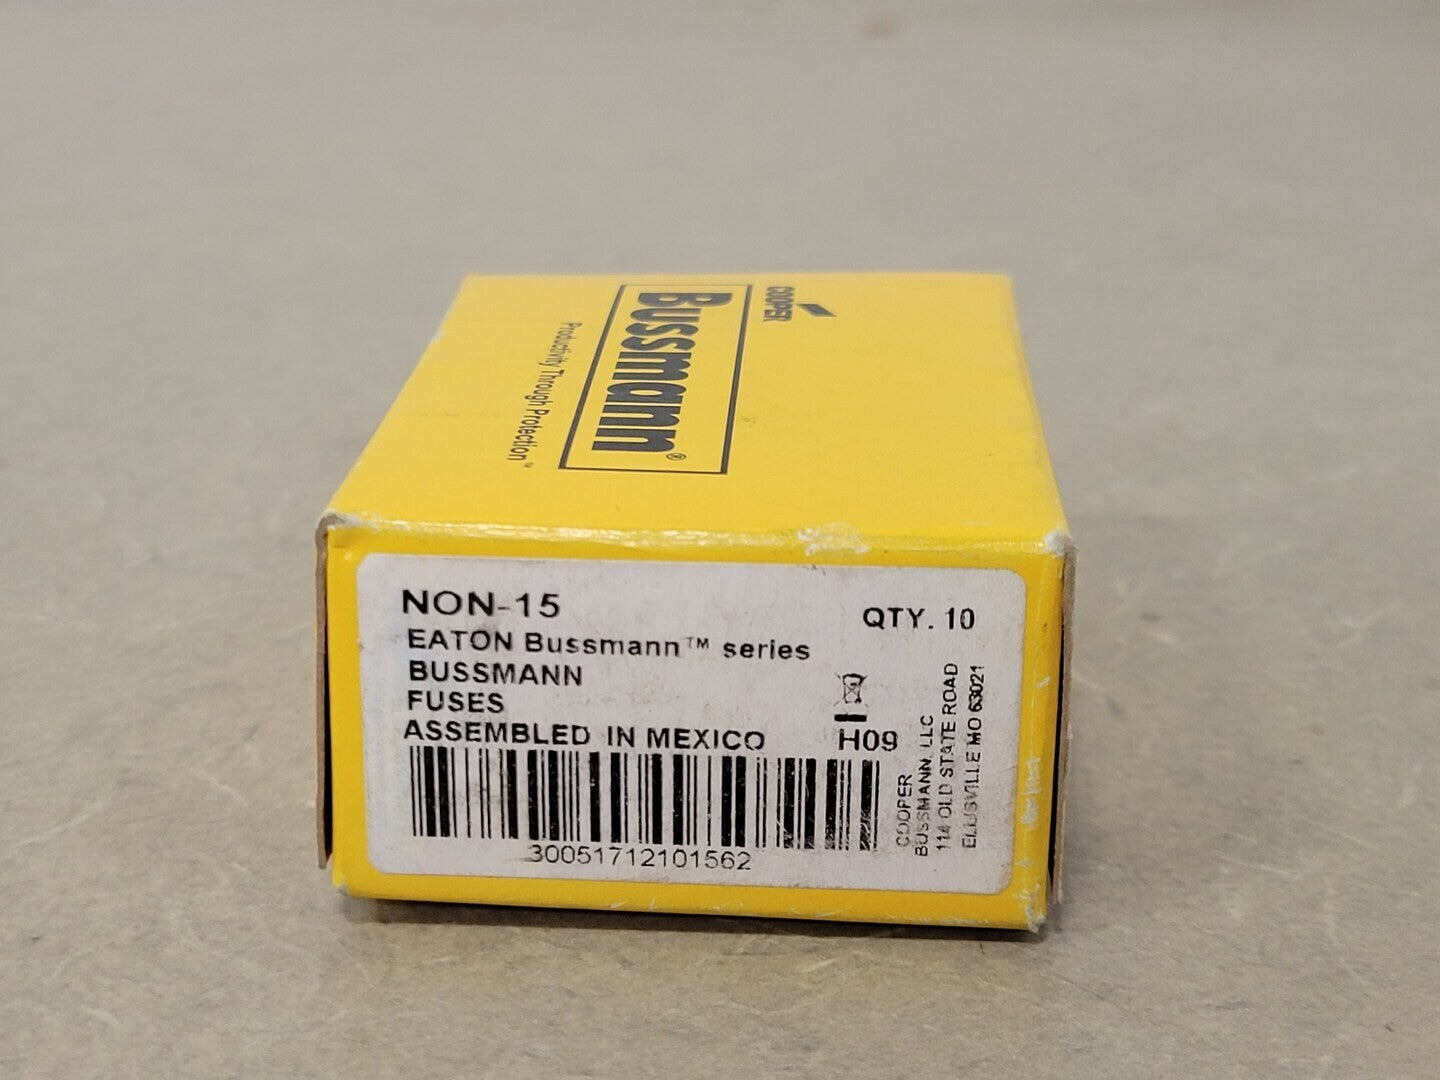 COOPER
Bussmann®
Productivity Through Protection™
NON-15
QTY. 10
EATON Bussmann™ series
BUSSMANN
FUSES
ASSEMBLED IN MEXICO
H09
30051712101562
COOPER
BUSSMANN, LLC
114 OLD STATE ROAD
ELLISVILLE MO 63021